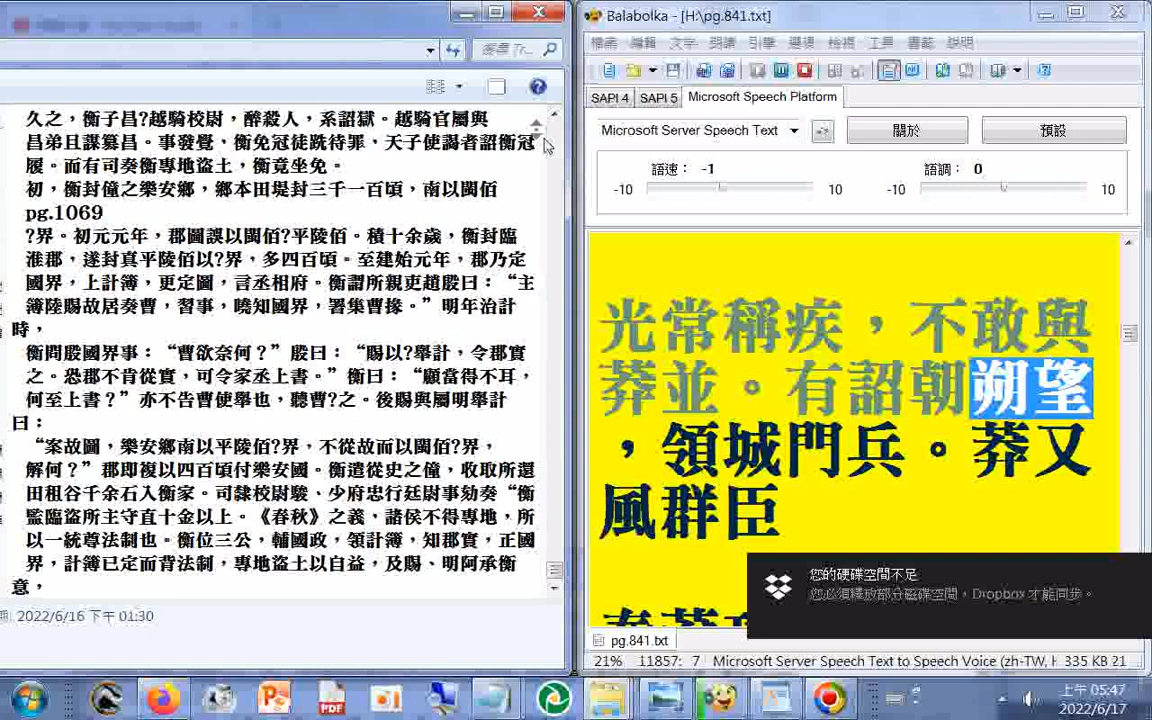 Balabolka - [H:\pg.841.txt]
檔案 編輯 文字 閱讀 引擎 選項 檢視 工具 書籤 說明
SAPI 4 SAPI 5 Microsoft Speech Platform
Microsoft Server Speech Text 關於 預設
語速： -1 語調： 0
-10 10 -10 10
久之，衡子昌?越騎校尉，醉殺人，系詔獄。越騎官屬與
昌弟且謀篡昌。事發覺，衡免冠徒跣待罪，天子使謁者詔衡冠
履。而有司奏衡專地盜土，衡竟坐免。
初，衡封僮之樂安鄉，鄉本田堤封三千一百頃，南以閩佰
pg.1069
?界。初元元年，郡圖誤以閩佰?平陵佰。積十余歲，衡封臨
淮郡，遂封真平陵佰以?界，多四百頃。至建始元年，郡乃定
國界，上計簿，更定圖，言丞相府。衡謂所親吏趙殷曰：“主
簿陸賜故居奏曹，習事，曉知國界，署集曹掾。”明年治計
時，
衡問殷國界事：“曹欲奈何？”殷曰：“賜以?舉計，令郡實
之。恐郡不肯從實，可令家丞上書。”衡曰：“顧當得不耳，
何至上書？”亦不告曹使舉也，聽曹?之。後賜與屬明舉計
曰：
“案故圖，樂安鄉南以平陵佰?界，不從故而以閩佰?界，
解何？”郡即複以四百頃付樂安國。衡遣從史之僮，收取所還
田租谷千余石入衡家。司隸校尉駿、少府忠行廷尉事劾奏“衡
監臨盜所主守直十金以上。《春秋》之義，諸侯不得專地，所
以一統尊法制也。衡位三公，輔國政，領計簿，知郡實，正國
界，計簿已定而背法制，專地盜土以自益，及賜、明阿承衡
意，
2022/6/16 下午 01:30
光常稱疾，不敢與
莽並。有詔朝朔望
，領城門兵。莽又
風群臣
您的硬碟空間不足
您必須釋放部分磁碟空間，Dropbox 才能同步。
pg.841.txt
21% 11857: 7 Microsoft Server Speech Text to Speech Voice (zh-TW, H 335 KB 21
上午 05:47
2022/6/17